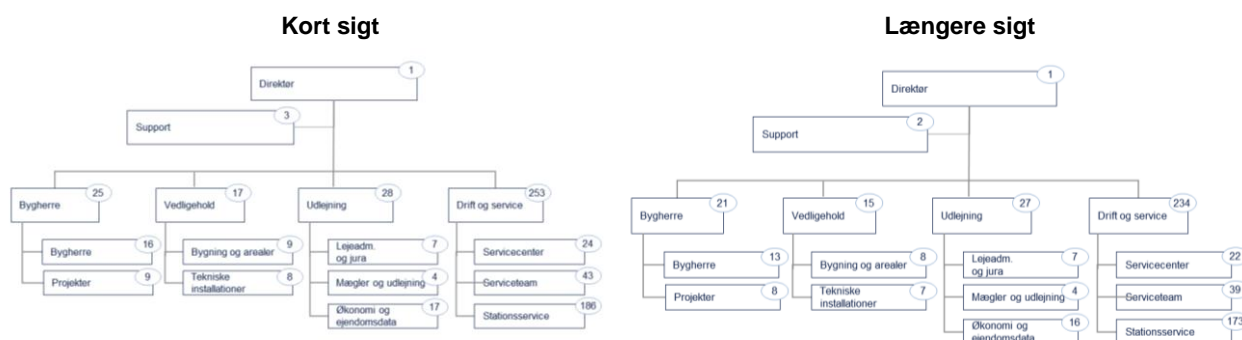 Kort sigt
Direktør
1
Support
3
Bygherre
25
Vedligehold
17
Udlejning
28
Drift og service
253
Bygherre
16
Projekter
9
Bygning og arealer
9
Tekniske
installationer
8
Lejeadm.
og jura
7
Mægler og udlejning
4
Økonomi og
ejendomsdata
17
Servicecenter
24
Serviceteam
43
Stationsservice
186
Længere sigt
Direktør
1
Support
2
Bygherre
21
Vedligehold
15
Udlejning
27
Drift og service
234
Bygherre
13
Projekter
8
Bygning og arealer
8
Tekniske
installationer
7
Lejeadm.
og jura
7
Mægler og udlejning
4
Økonomi og
ejendomsdata
16
Servicecenter
22
Serviceteam
39
Stationsservice
173